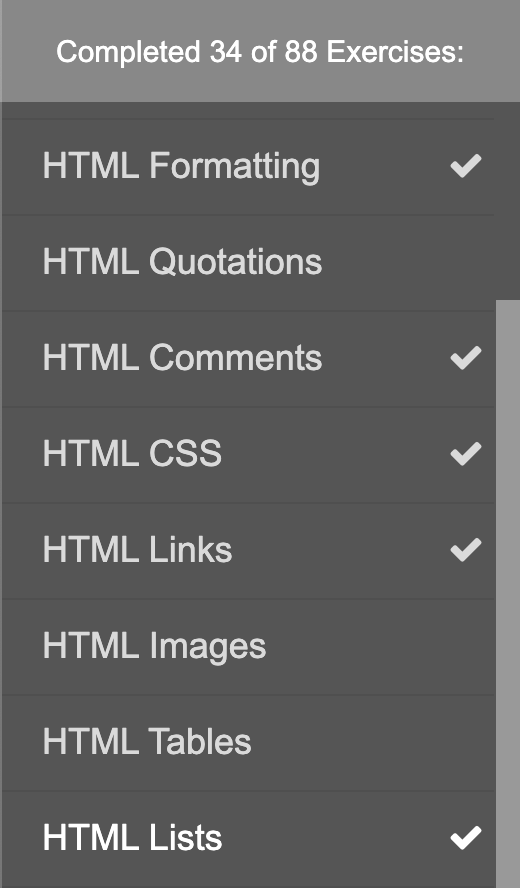 Completed 34 of 88 Exercises:
HTML Formatting
HTML Quotations
HTML Comments
HTML CSS
HTML Links
HTML Images
HTML Tables
HTML Lists